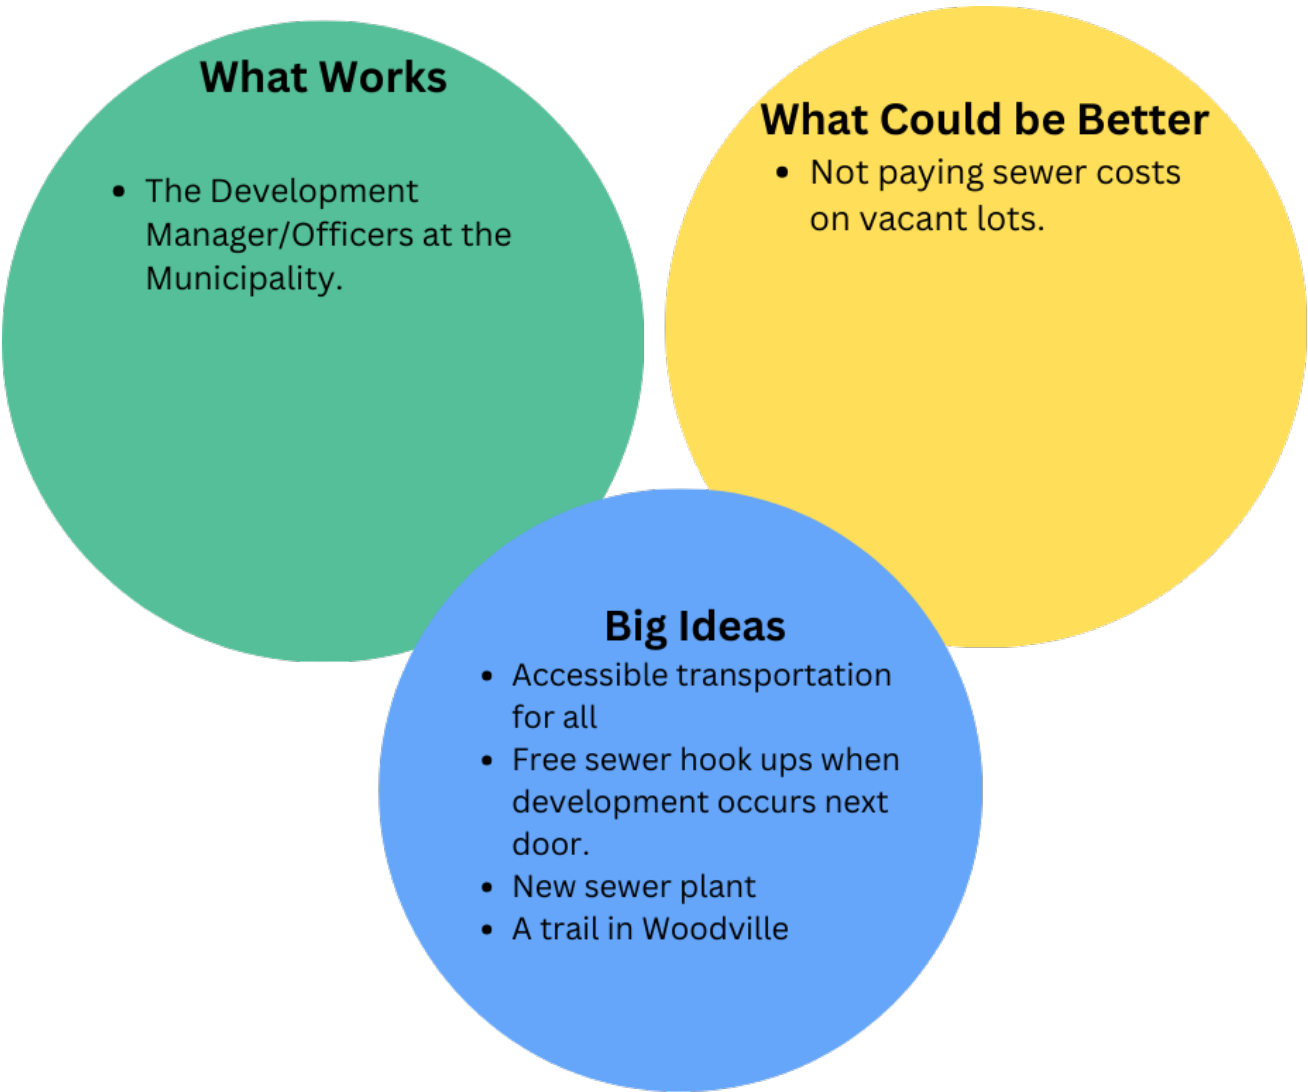 What Works
• The Development
Manager/Officers at the
Municipality.
What Could be Better
• Not paying sewer costs
on vacant lots.
Big Ideas
• Accessible transportation
for all
• Free sewer hook ups when
development occurs next
door.
• New sewer plant
• A trail in Woodville